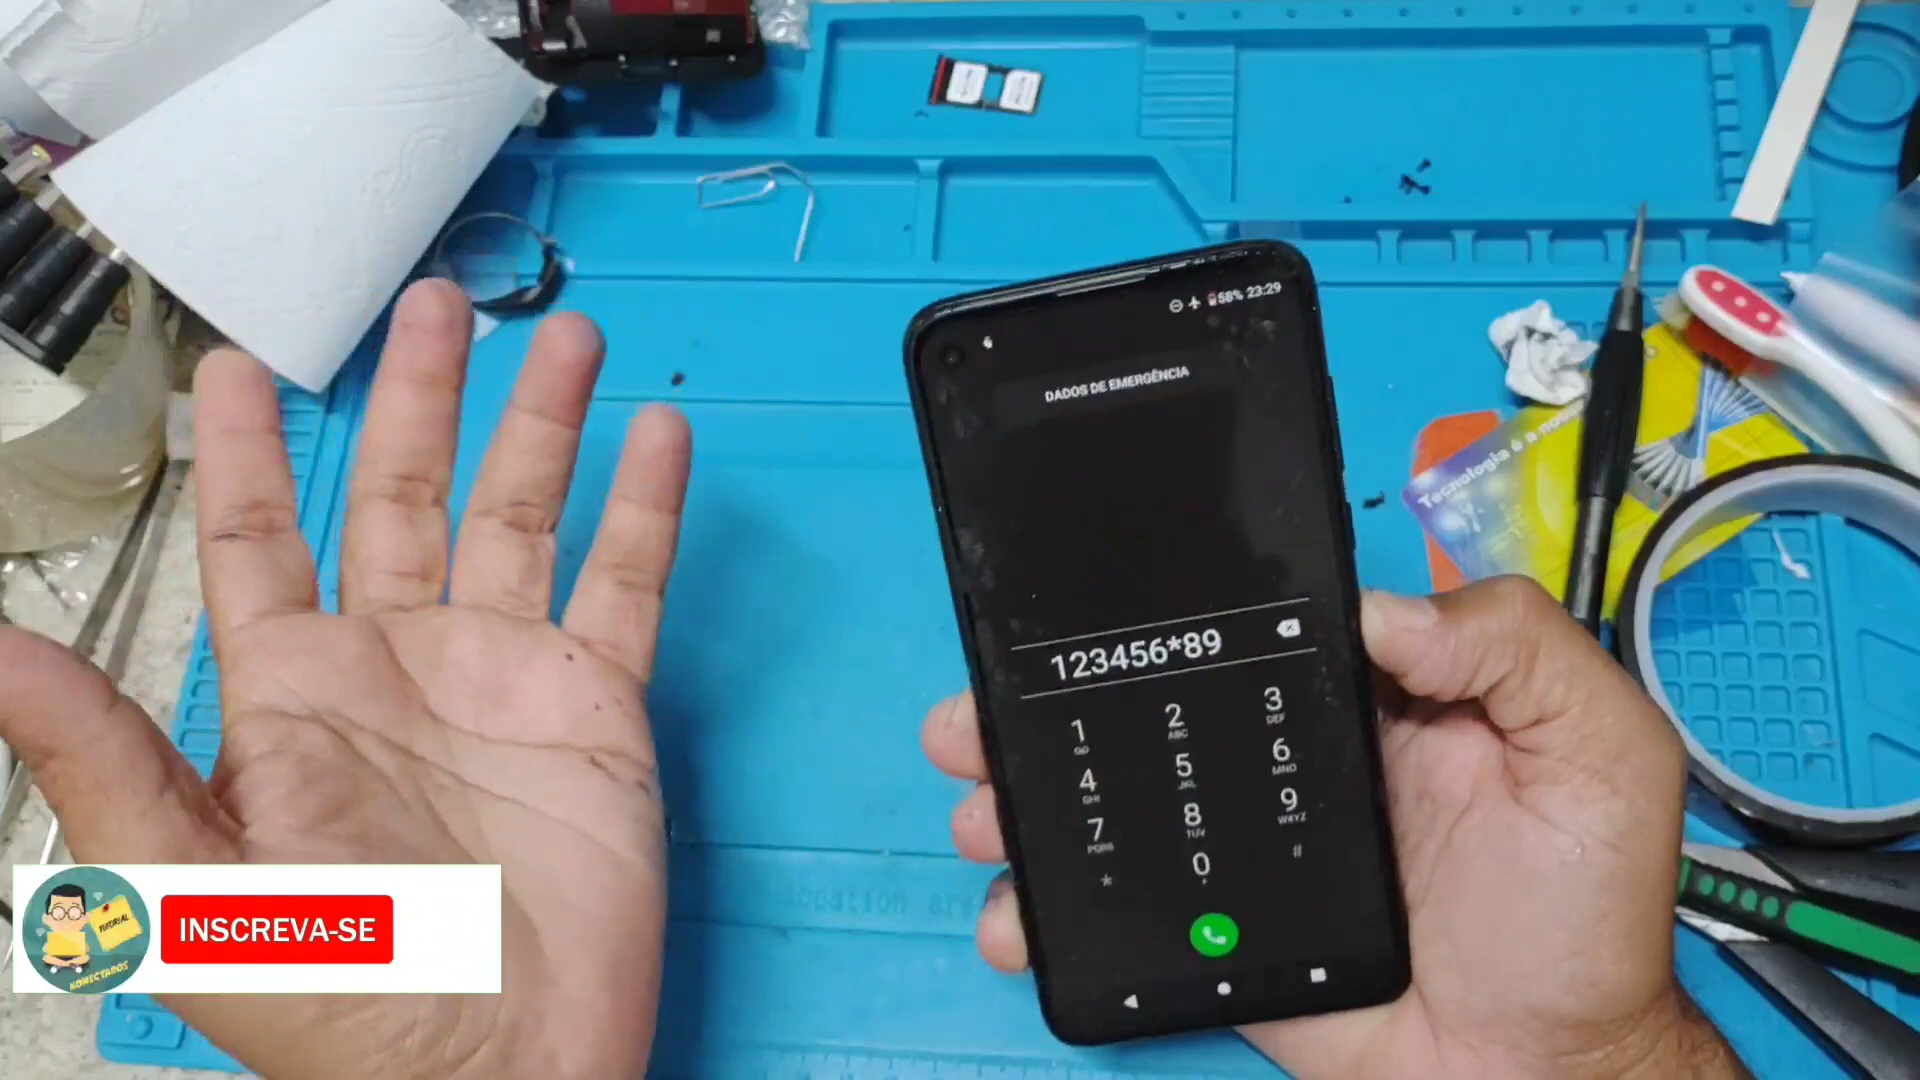 58% 23:29
DADOS DE EMERGÊNCIA
123456*89
1 2 3
ABC DEF
4 5 6
GHI JKL MNO
7 8 9
PQRS TUV WXYZ
* 0 #
+
Tecnologia é a nos
TUTORIAL
KONECTADOS
INSCREVA-SE